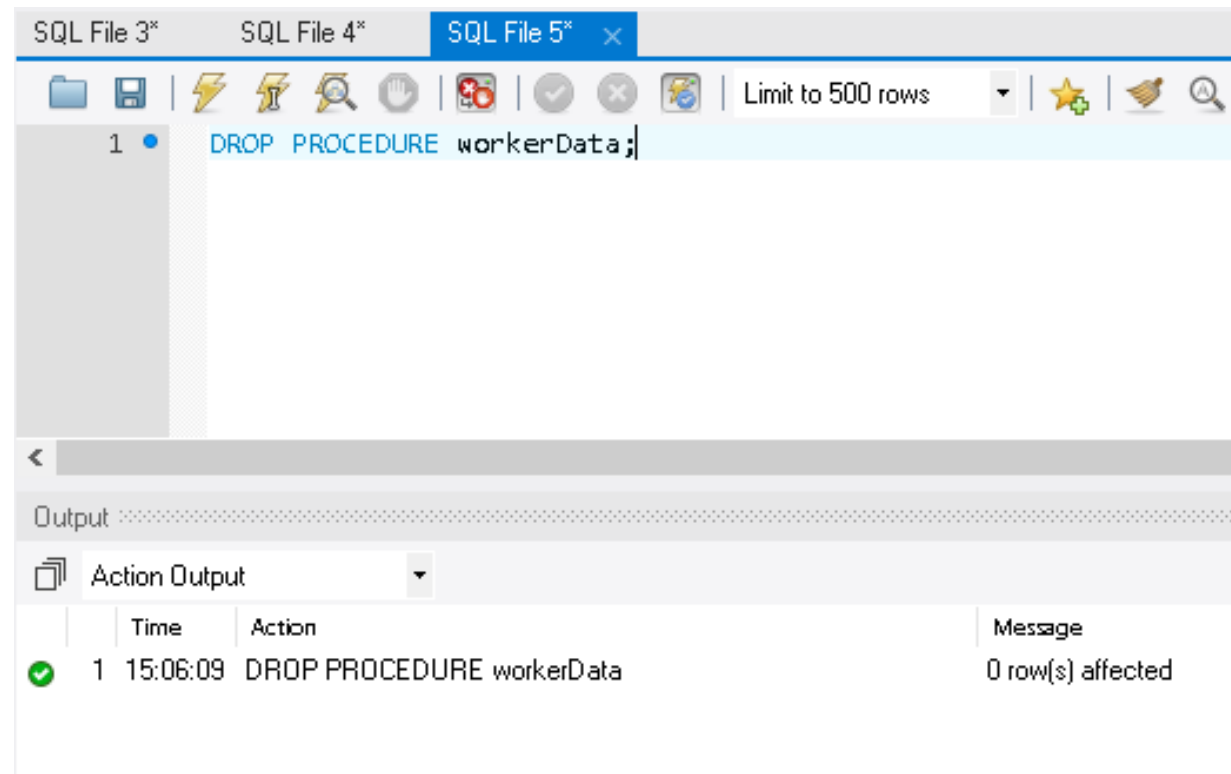 SQL File 3* SQL File 4* SQL File 5*
Limit to 500 rows
1 DROP PROCEDURE workerData;
Output
Action Output
Time Action Message
1 15:06:09 DROP PROCEDURE workerData 0 row(s) affected